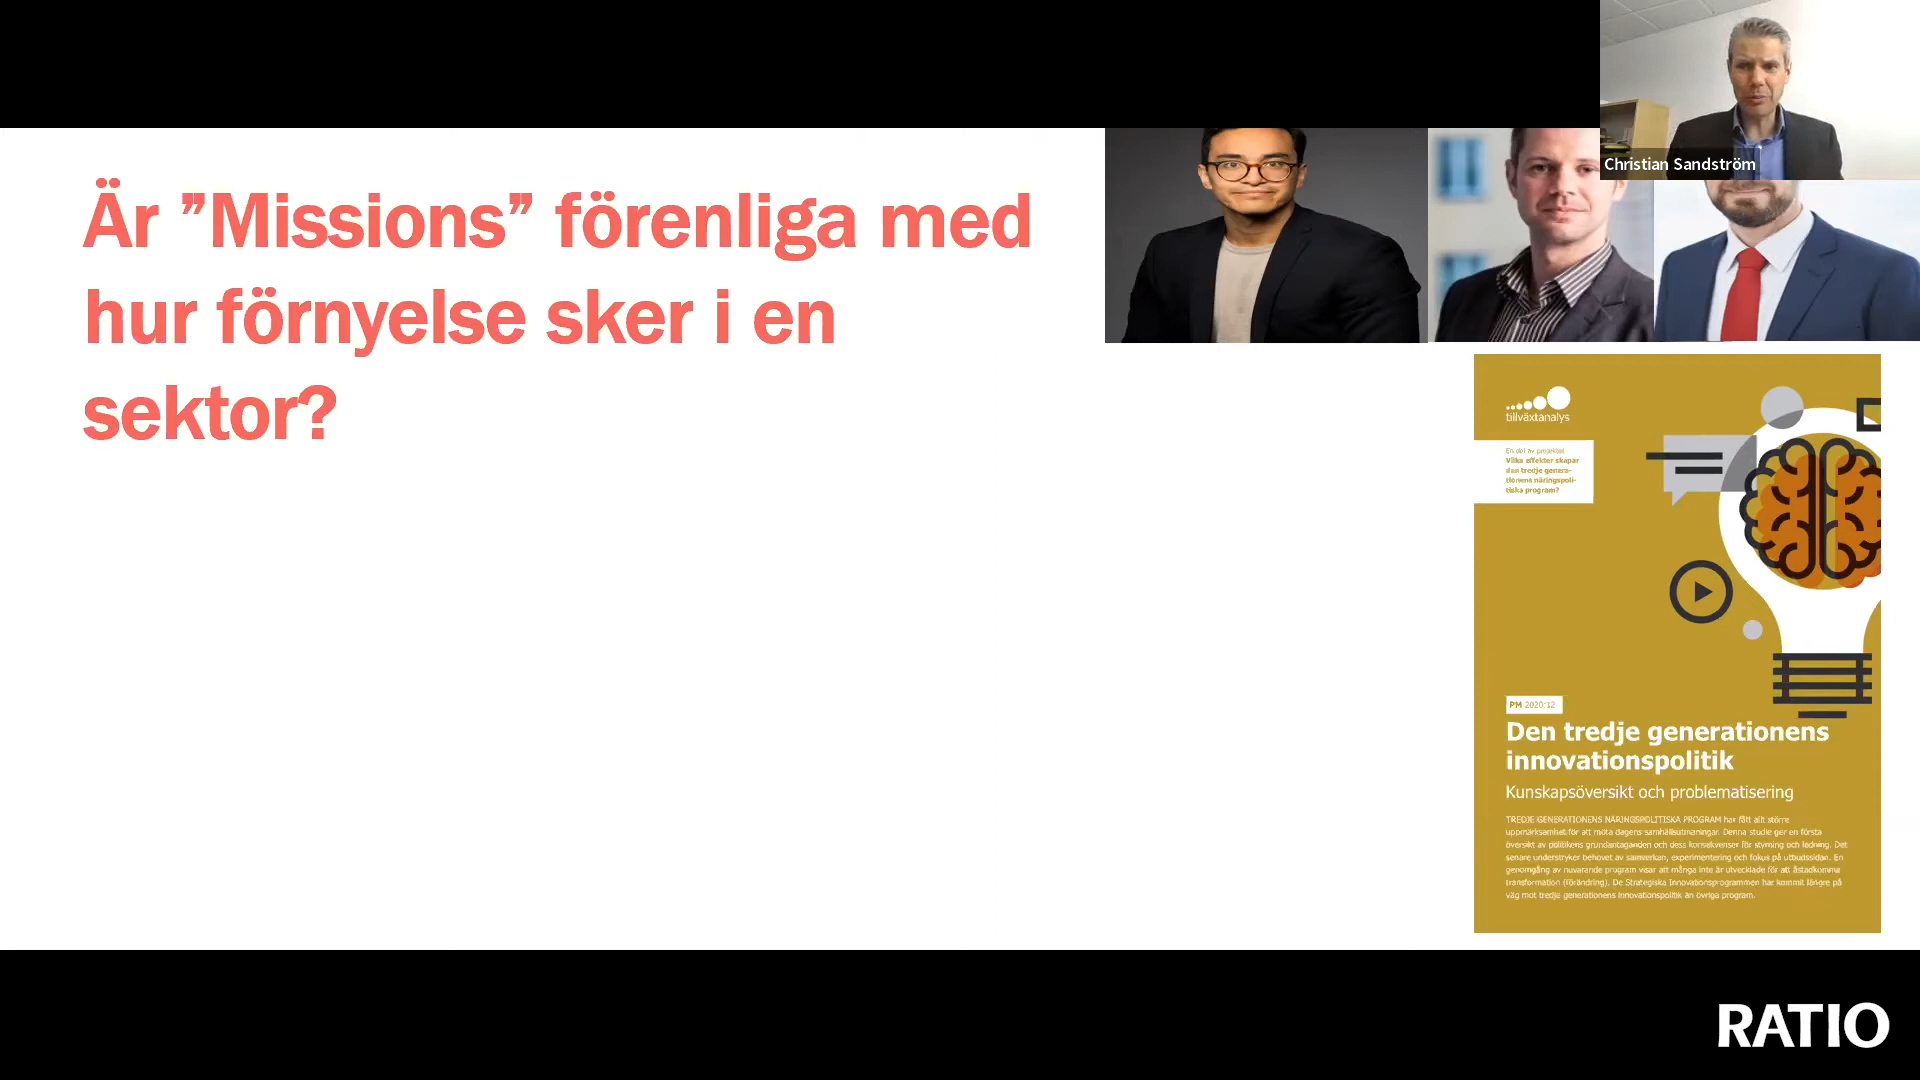 Christian Sandström
Är ”Missions” förenliga med
hur förnyelse sker i en
sektor?
tillväxtanalys
En del av projektet
Vilka effekter skapar
den tredje genera-
tionens näringspoli-
tiska program?
PM 2020:12
Den tredje generationens
innovationspolitik
Kunskapsöversikt och problematisering
TREDJE GENERATIONENS NÄRINGSPOLITISKA PROGRAM har fått allt större
uppmärksamhet för att möta dagens samhällsutmaningar. Denna studie ger en första
översikt av politikens grundantaganden och dess konsekvenser för styrning och ledning. Det
senare understryker behovet av samverkan, experimentering och fokus på utbudssidan. En
genomgång av nuvarande program visar att många inte är utvecklade för att åstadkomma
transformation (förändring). De Strategiska Innovationsprogrammen har kommit längre på
väg mot tredje generationens innovationspolitik än övriga program.
RATIO